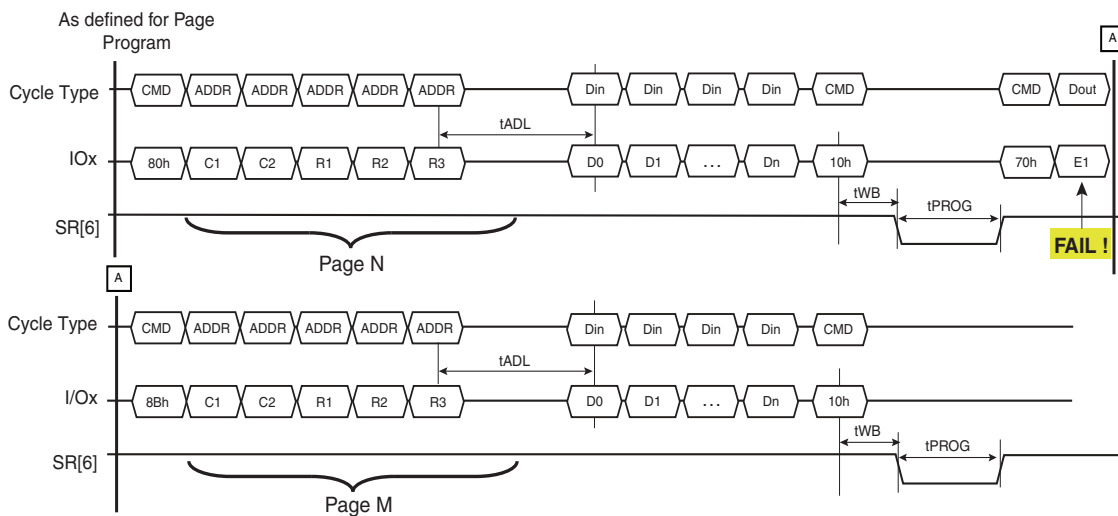 As defined for Page
Program
A
Cycle Type CMD ADDR ADDR ADDR ADDR ADDR Din Din Din Din CMD CMD Dout
tADL
IOx 80h C1 C2 R1 R2 R3 D0 D1 ... Dn 10h 70h E1
tWB tPROG
SR[6]
FAIL !
Page N
A
Cycle Type CMD ADDR ADDR ADDR ADDR ADDR Din Din Din Din CMD
tADL
I/Ox 8Bh C1 C2 R1 R2 R3 D0 D1 ... Dn 10h
tWB tPROG
SR[6]
Page M